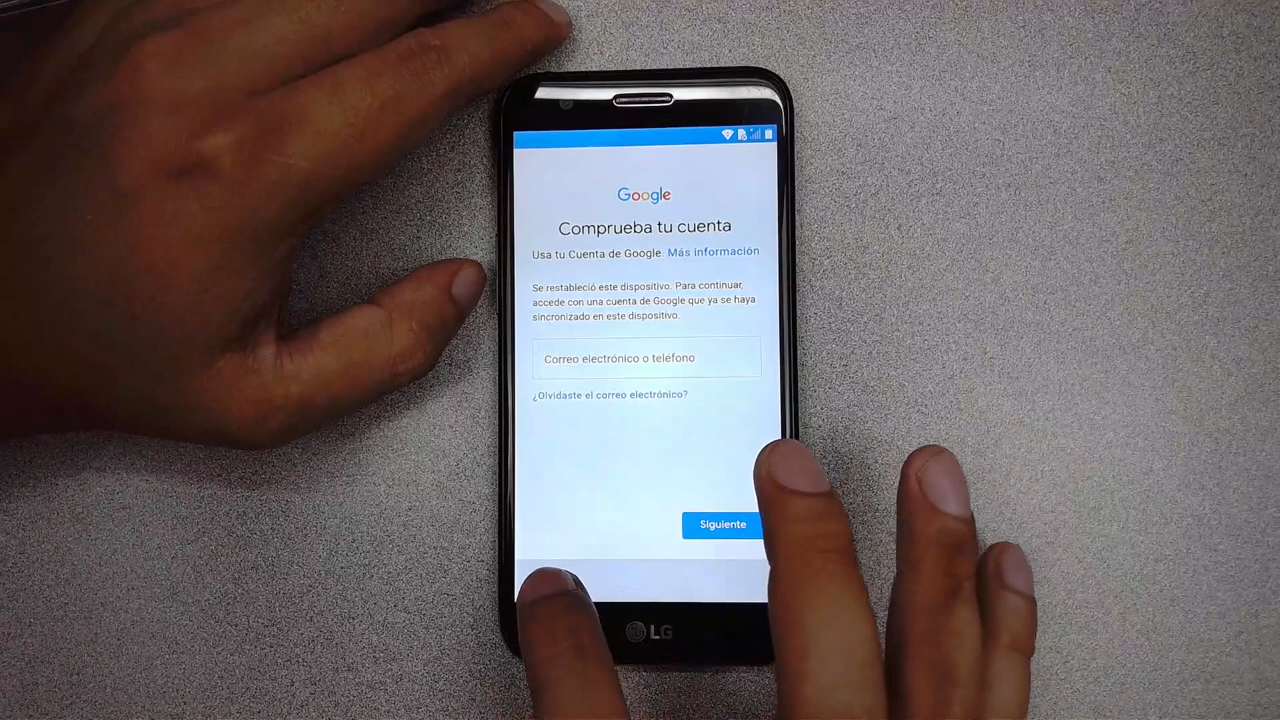 Google
Comprueba tu cuenta
Usa tu Cuenta de Google. Más información
Se restableció este dispositivo. Para continuar,
accede con una cuenta de Google que ya se haya
sincronizado en este dispositivo.
Correo electrónico o teléfono
¿Olvidaste el correo electrónico?
Siguiente
LG